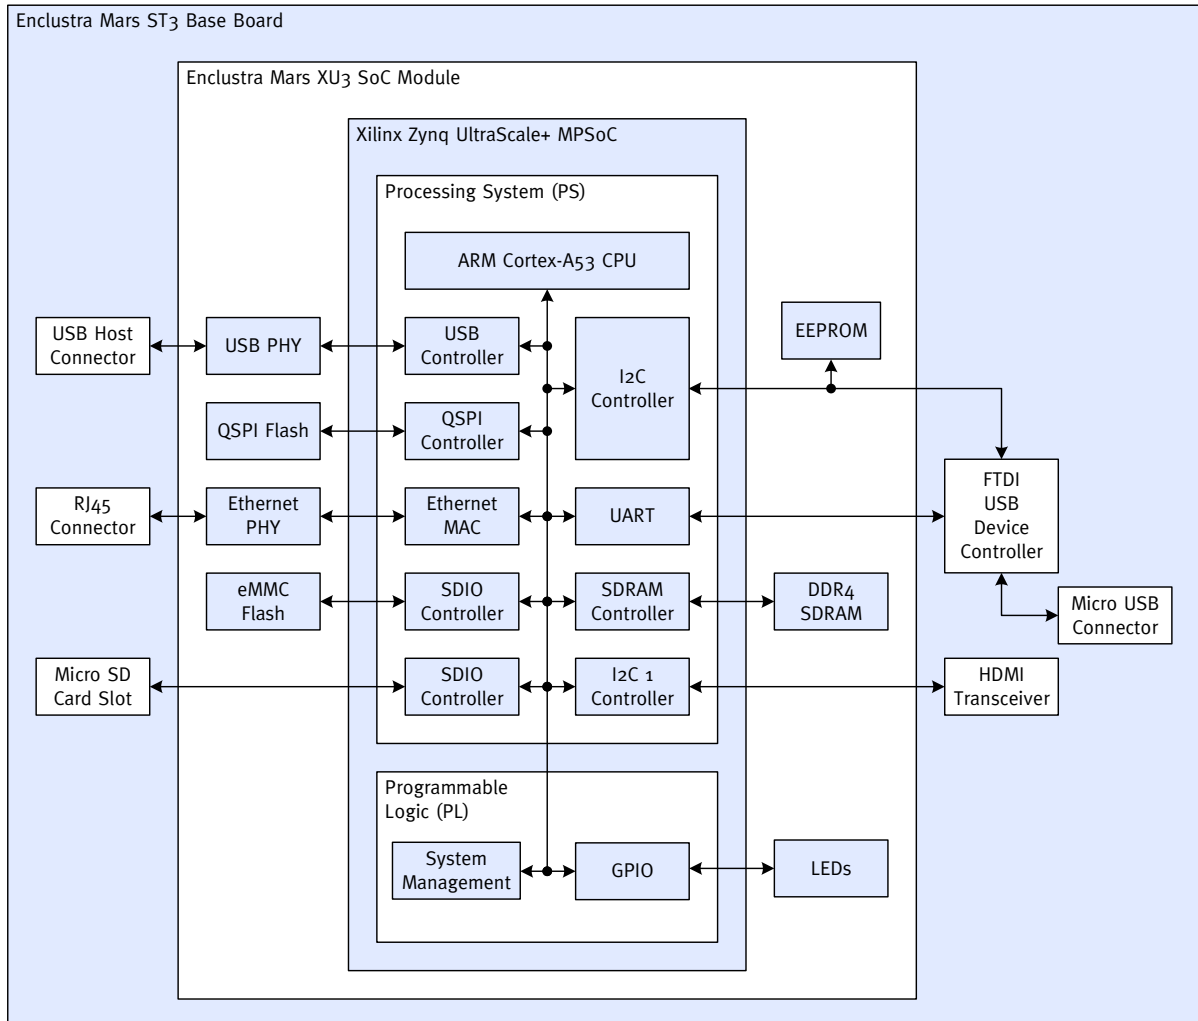 Enclustra Mars ST3 Base Board
Enclustra Mars XU3 SoC Module
Xilinx Zynq UltraScale+ MPSoC
Processing System (PS)
ARM Cortex-A53 CPU
USB Host
Connector
USB PHY
USB
Controller
I2C
Controller
EEPROM
QSPI Flash
QSPI
Controller
RJ45
Connector
Ethernet
PHY
Ethernet
MAC
UART
FTDI
USB
Device
Controller
eMMC
Flash
SDIO
Controller
SDRAM
Controller
DDR4
SDRAM
Micro USB
Connector
Micro SD
Card Slot
SDIO
Controller
I2C 1
Controller
HDMI
Transceiver
Programmable
Logic (PL)
System
Management
GPIO
LEDs